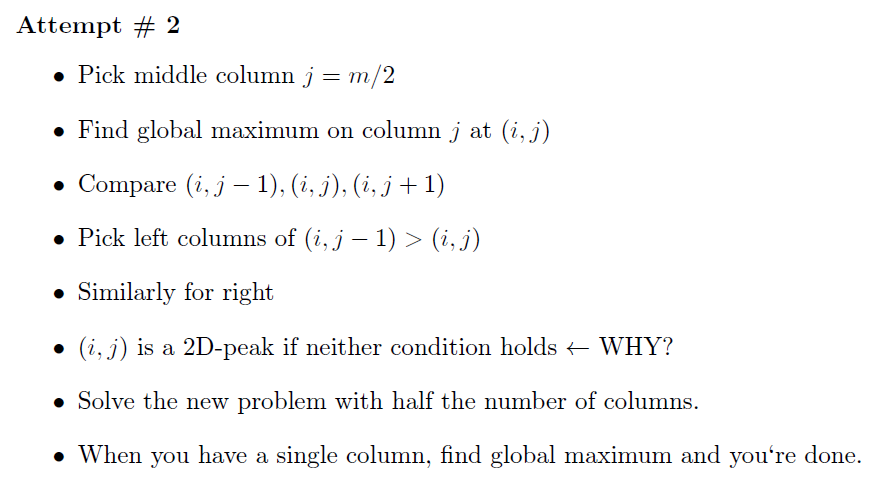 Attempt # 2
• Pick middle column j = m/2
• Find global maximum on column j at (i, j)
• Compare (i, j − 1), (i, j), (i, j + 1)
• Pick left columns of (i, j − 1) > (i, j)
• Similarly for right
• (i, j) is a 2D-peak if neither condition holds ← WHY?
• Solve the new problem with half the number of columns.
• When you have a single column, find global maximum and you‘re done.